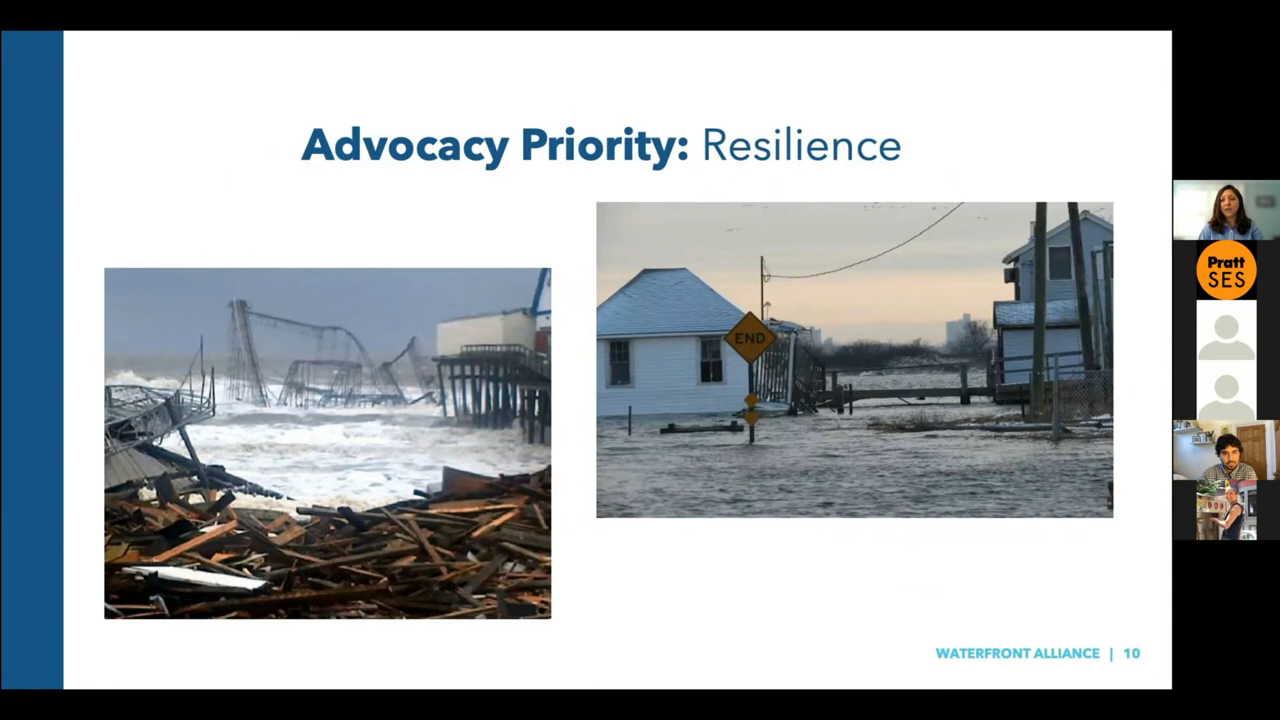 Advocacy Priority: Resilience
END
WATERFRONT ALLIANCE | 10
Pratt
SES